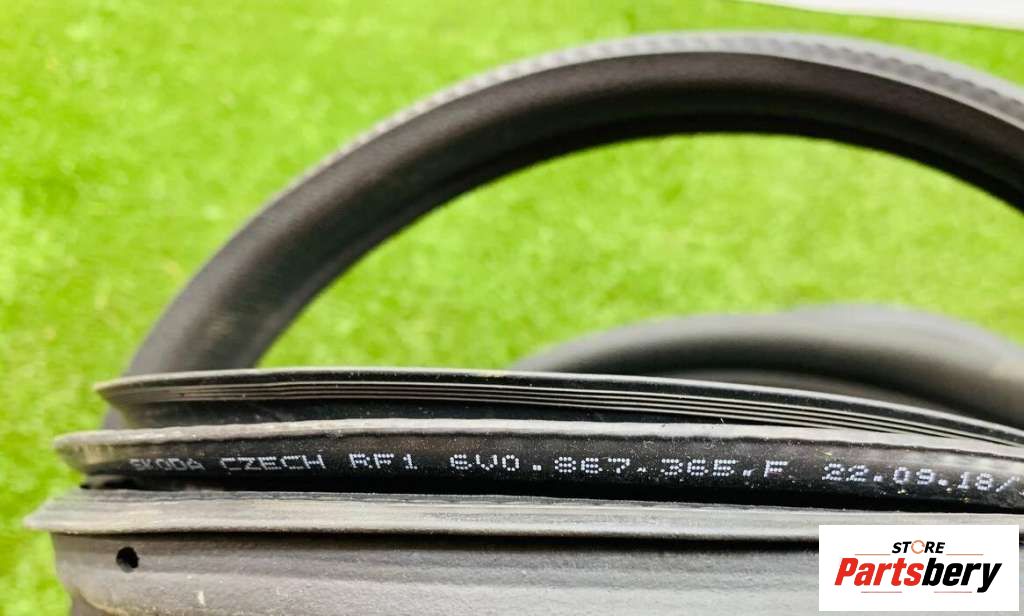 SKODA CZECH RF1 6V0.867.365.F 22.09.18/
STORE
Partsbery